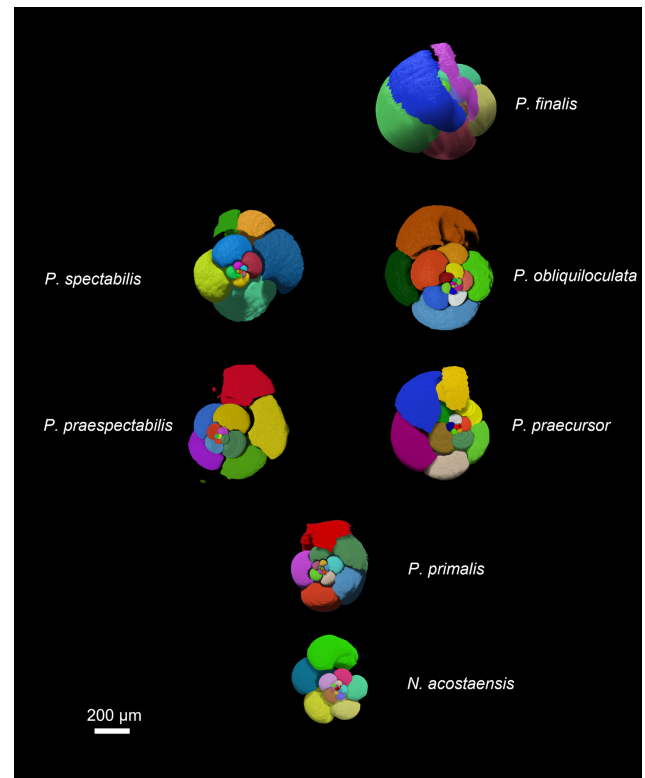 P. finalis
P. spectabilis
P. obliquiloculata
P. praespectabilis
P. praecursor
P. primalis
N. acostaensis
200 µm